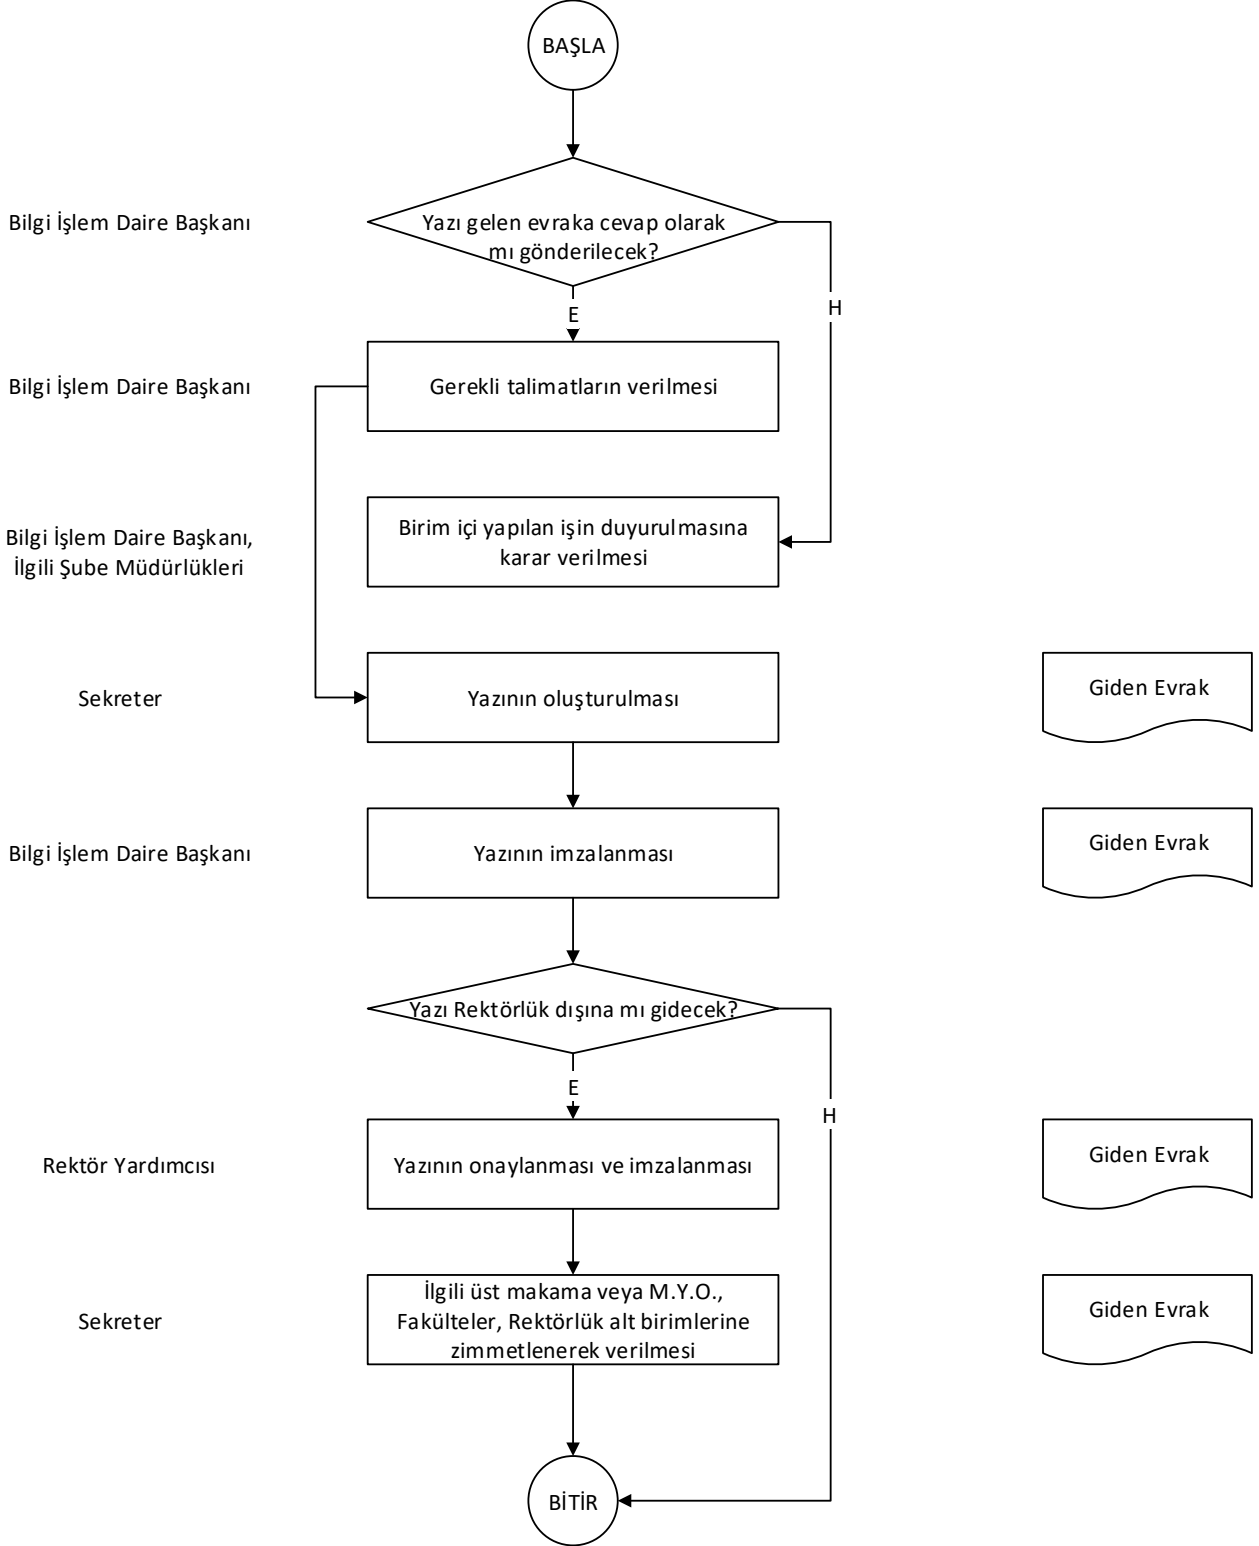 BAŞLA
Bilgi İşlem Daire Başkanı
Yazı gelen evraka cevap olarak
mı gönderilecek?
E
H
Bilgi İşlem Daire Başkanı
Gerekli talimatların verilmesi
Bilgi İşlem Daire Başkanı,
İlgili Şube Müdürlükleri
Birim içi yapılan işin duyurulmasına
karar verilmesi
Sekreter
Yazının oluşturulması
Giden Evrak
Bilgi İşlem Daire Başkanı
Yazının imzalanması
Giden Evrak
Yazı Rektörlük dışına mı gidecek?
E
H
Rektör Yardımcısı
Yazının onaylanması ve imzalanması
Giden Evrak
Sekreter
İlgili üst makama veya M.Y.O.,
Fakülteler, Rektörlük alt birimlerine
zimmetlenerek verilmesi
Giden Evrak
BİTİR